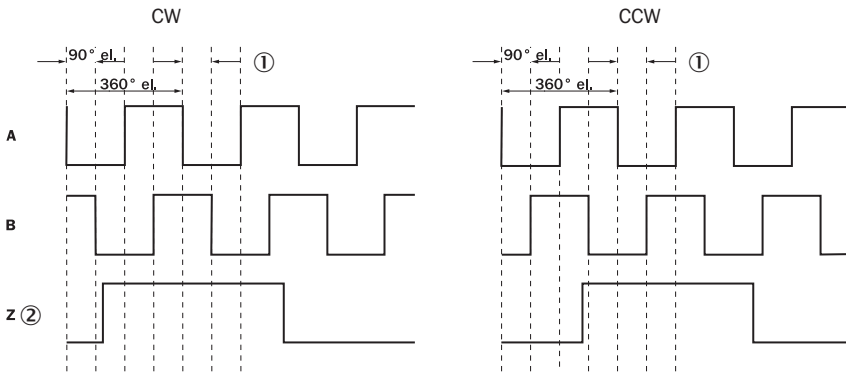 CW CCW
90° el. ① 90° el. ①
360° el. 360° el.
A
B
Z ②